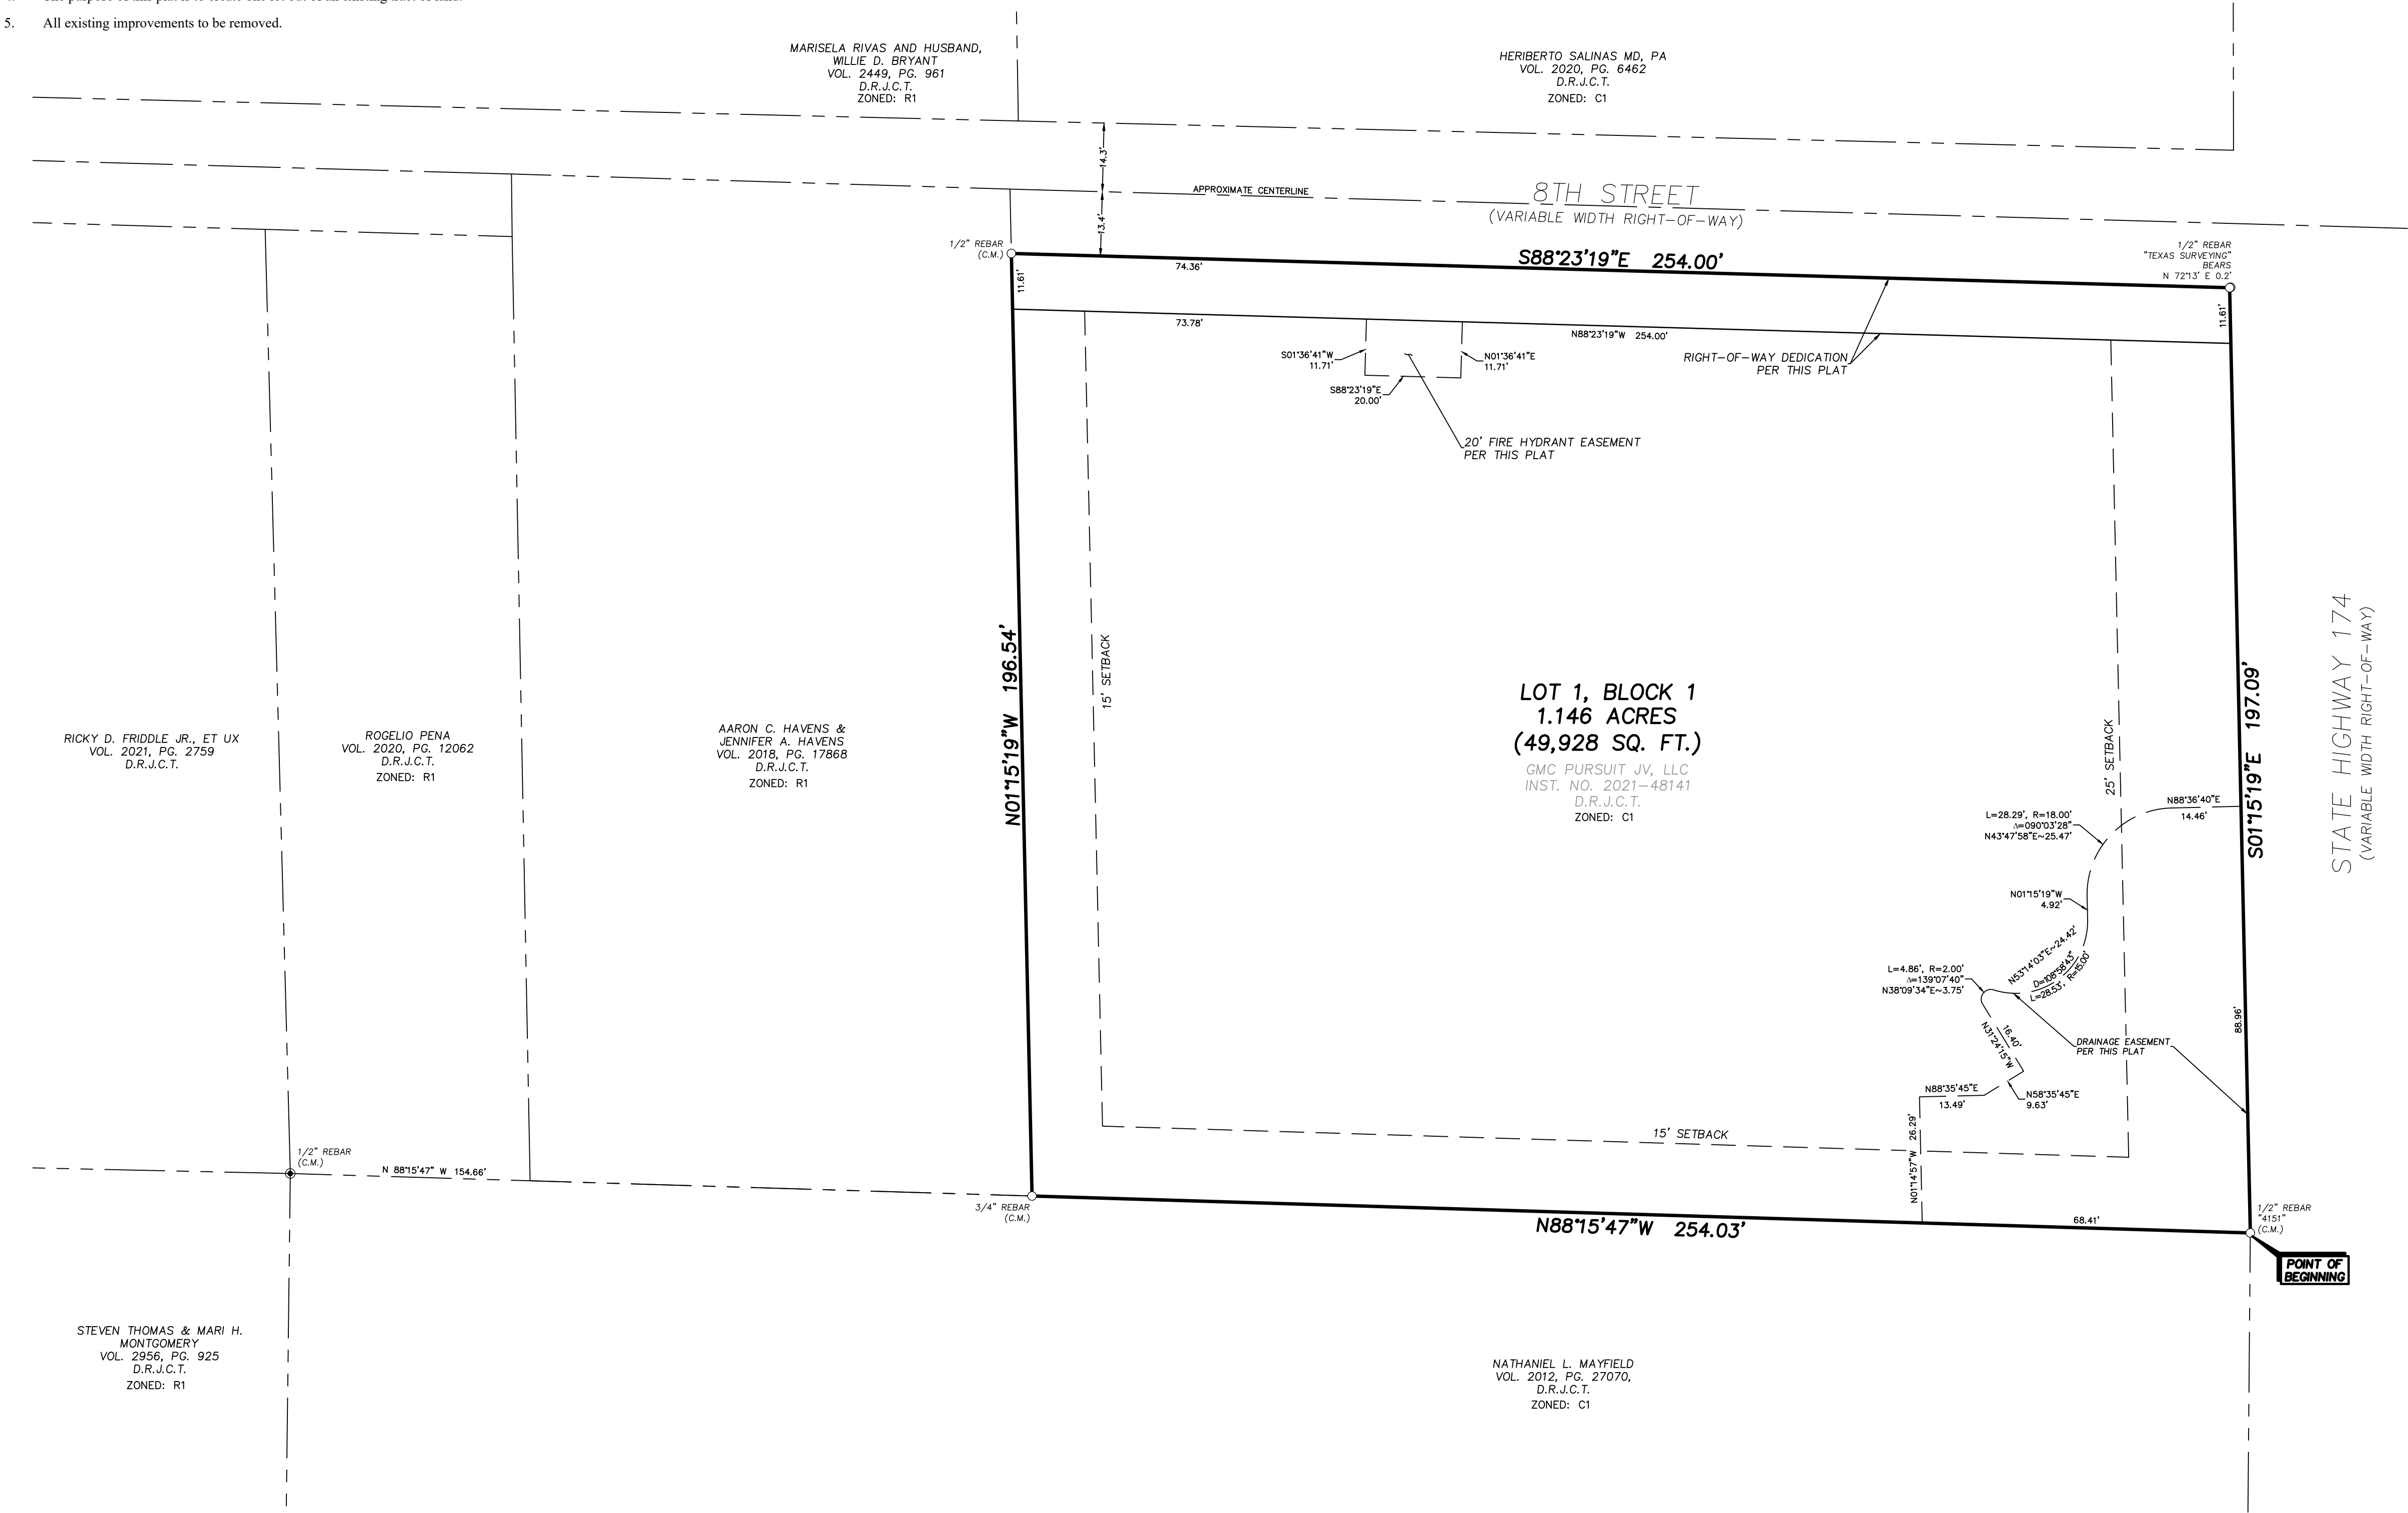 5. All existing improvements to be removed.
MARISELA RIVAS AND HUSBAND,
WILLIE D. BRYANT
VOL. 2449, PG. 961
D.R.J.C.T.
ZONED: R1
HERIBERTO SALINAS MD, PA
VOL. 2020, PG. 6462
D.R.J.C.T.
ZONED: C1
14.3'
13.4'
APPROXIMATE CENTERLINE
8TH STREET
(VARIABLE WIDTH RIGHT-OF-WAY)
1/2" REBAR
(C.M.)
S88°23'19"E 254.00'
1/2" REBAR
"TEXAS SURVEYING"
BEARS
N 72°13' E 0.2'
74.36'
11.61'
11.61'
73.78'
N88°23'19"W 254.00'
S01°36'41"W
11.71'
N01°36'41"E
11.71'
S88°23'19"E
20.00'
RIGHT-OF-WAY DEDICATION
PER THIS PLAT
20' FIRE HYDRANT EASEMENT
PER THIS PLAT
N01°15'19"W 196.54'
15' SETBACK
LOT 1, BLOCK 1
1.146 ACRES
(49,928 SQ. FT.)
GMC PURSUIT JV, LLC
INST. NO. 2021-48141
D.R.J.C.T.
ZONED: C1
25' SETBACK
S01°15'19"E 197.09'
STATE HIGHWAY 174
(VARIABLE WIDTH RIGHT-OF-WAY)
RICKY D. FRIDDLE JR., ET UX
VOL. 2021, PG. 2759
D.R.J.C.T.
ROGELIO PENA
VOL. 2020, PG. 12062
D.R.J.C.T.
ZONED: R1
AARON C. HAVENS &
JENNIFER A. HAVENS
VOL. 2018, PG. 17868
D.R.J.C.T.
ZONED: R1
N88°36'40"E
14.46'
L=28.29', R=18.00'
Δ=090°03'28"
N43°47'58"E~25.47'
N01°15'19"W
4.92'
N53°14'03"E~24.42'
D=108°58'43"
L=28.53', R=15.00'
L=4.86', R=2.00'
Δ=139°07'40"
N38°09'34"E~3.75'
16.40'
N31°24'15"W
DRAINAGE EASEMENT
PER THIS PLAT
88.96'
N88°35'45"E
13.49'
N58°35'45"E
9.63'
N01°14'57"W 26.29'
15' SETBACK
1/2" REBAR
(C.M.)
N 88°15'47" W 154.66'
3/4" REBAR
(C.M.)
N88°15'47"W 254.03'
68.41'
1/2" REBAR
"4151"
(C.M.)
POINT OF
BEGINNING
STEVEN THOMAS & MARI H.
MONTGOMERY
VOL. 2956, PG. 925
D.R.J.C.T.
ZONED: R1
NATHANIEL L. MAYFIELD
VOL. 2012, PG. 27070,
D.R.J.C.T.
ZONED: C1